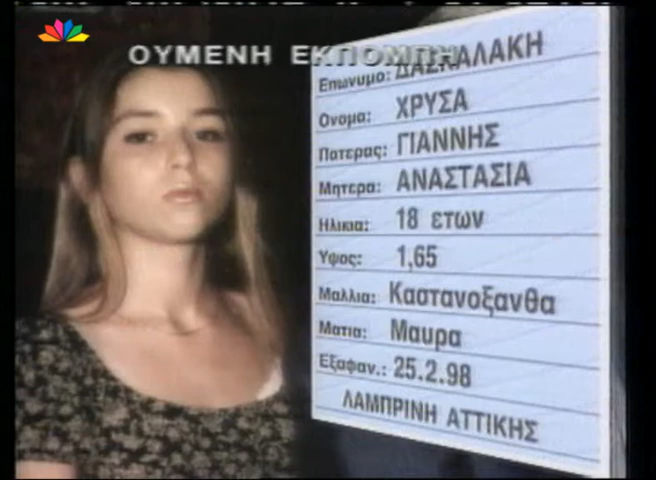 ΟΥΜΕΝΗ ΕΚΠΟΜΠΗ
Επωνυμο: ΔΑΣΚΑΛΑΚΗ
Ονομα: ΧΡΥΣΑ
Πατερας: ΓΙΑΝΝΗΣ
Μητερα: ΑΝΑΣΤΑΣΙΑ
Ηλικια: 18 ετων
Υψος: 1,65
Μαλλια: Καστανοξανθα
Ματια: Μαυρα
Εξαφαν.: 25.2.98
ΛΑΜΠΡΙΝΗ ΑΤΤΙΚΗΣ